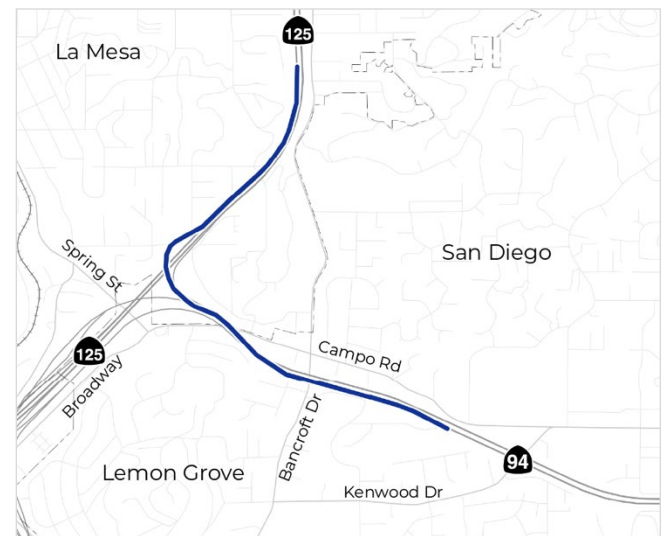 125
La Mesa
San Diego
Spring St
125
Broadway
Campo Rd
Bancroft Dr
Lemon Grove
94
Kenwood Dr